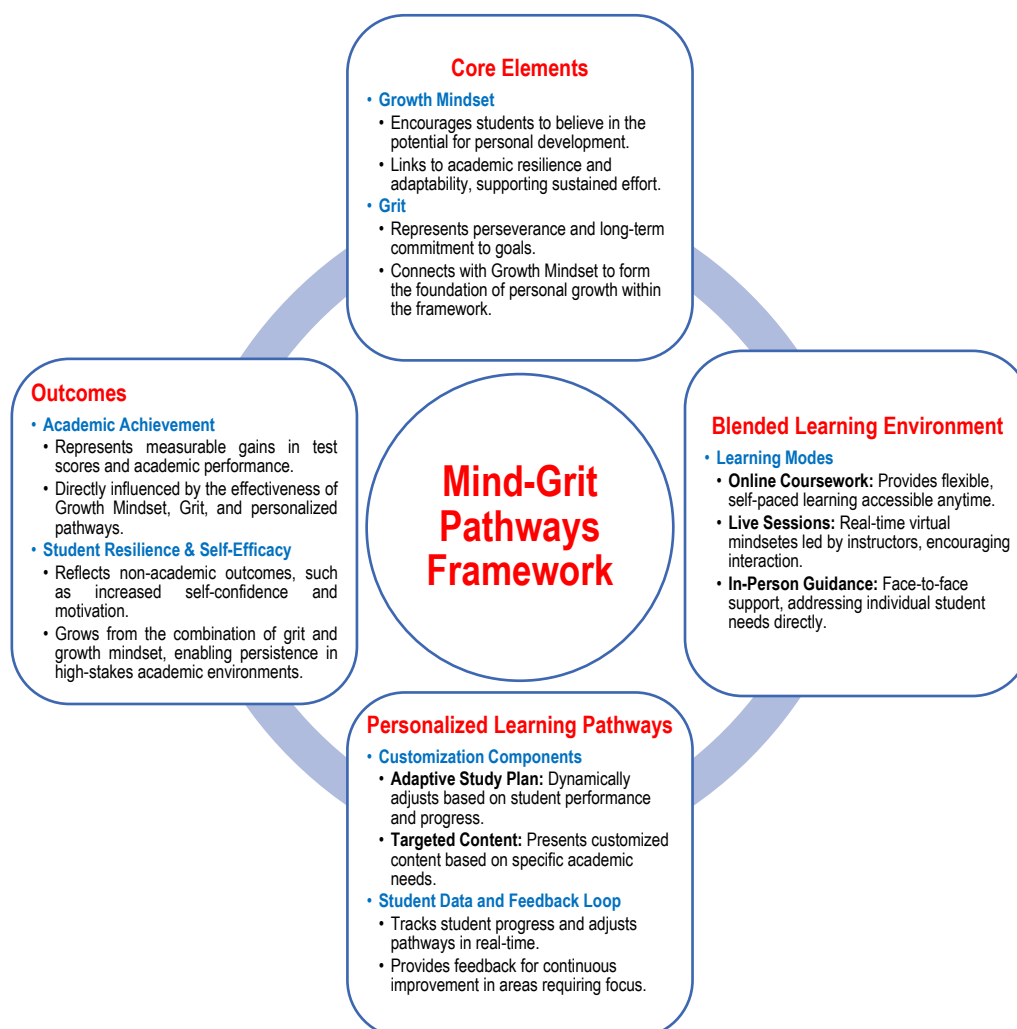 Core Elements
• Growth Mindset
• Encourages students to believe in the
potential for personal development.
• Links to academic resilience and
adaptability, supporting sustained effort.
• Grit
• Represents perseverance and long-term
commitment to goals.
• Connects with Growth Mindset to form
the foundation of personal growth within
the framework.
Outcomes
• Academic Achievement
• Represents measurable gains in test
scores and academic performance.
• Directly influenced by the effectiveness of
Growth Mindset, Grit, and personalized
pathways.
• Student Resilience & Self-Efficacy
• Reflects non-academic outcomes, such
as increased self-confidence and
motivation.
• Grows from the combination of grit and
growth mindset, enabling persistence in
high-stakes academic environments.
Mind-Grit
Pathways
Framework
Blended Learning Environment
• Learning Modes
• Online Coursework: Provides flexible,
self-paced learning accessible anytime.
• Live Sessions: Real-time virtual
mindsetes led by instructors, encouraging
interaction.
• In-Person Guidance: Face-to-face
support, addressing individual student
needs directly.
Personalized Learning Pathways
• Customization Components
• Adaptive Study Plan: Dynamically
adjusts based on student performance
and progress.
• Targeted Content: Presents customized
content based on specific academic
needs.
• Student Data and Feedback Loop
• Tracks student progress and adjusts
pathways in real-time.
• Provides feedback for continuous
improvement in areas requiring focus.